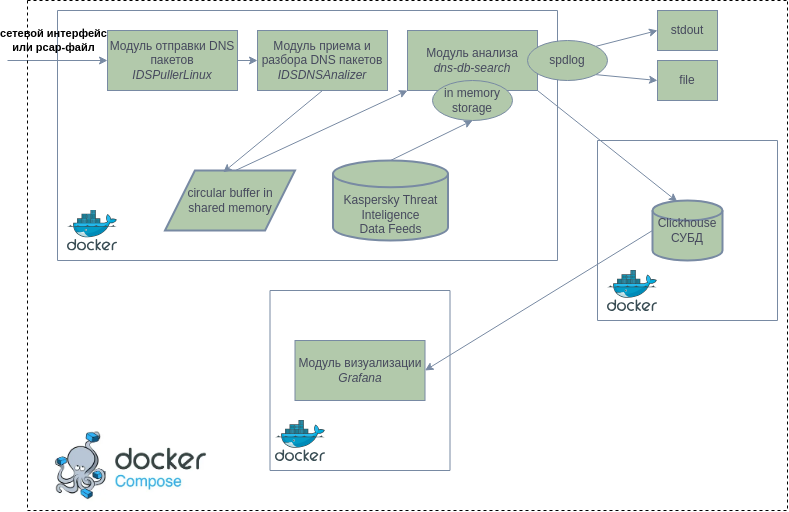 сетевой интерфейс
или pcap-файл
Модуль отправки DNS
пакетов
IDSPullerLinux
Модуль приема и
разбора DNS пакетов
IDSDNSAnalizer
Модуль анализа
dns-db-search
in memory
storage
spdlog
stdout
file
circular buffer in
shared memory
Kaspersky Threat
Inteligence
Data Feeds
docker
Clickhouse
СУБД
docker
Модуль визуализации
Grafana
docker
docker
Compose